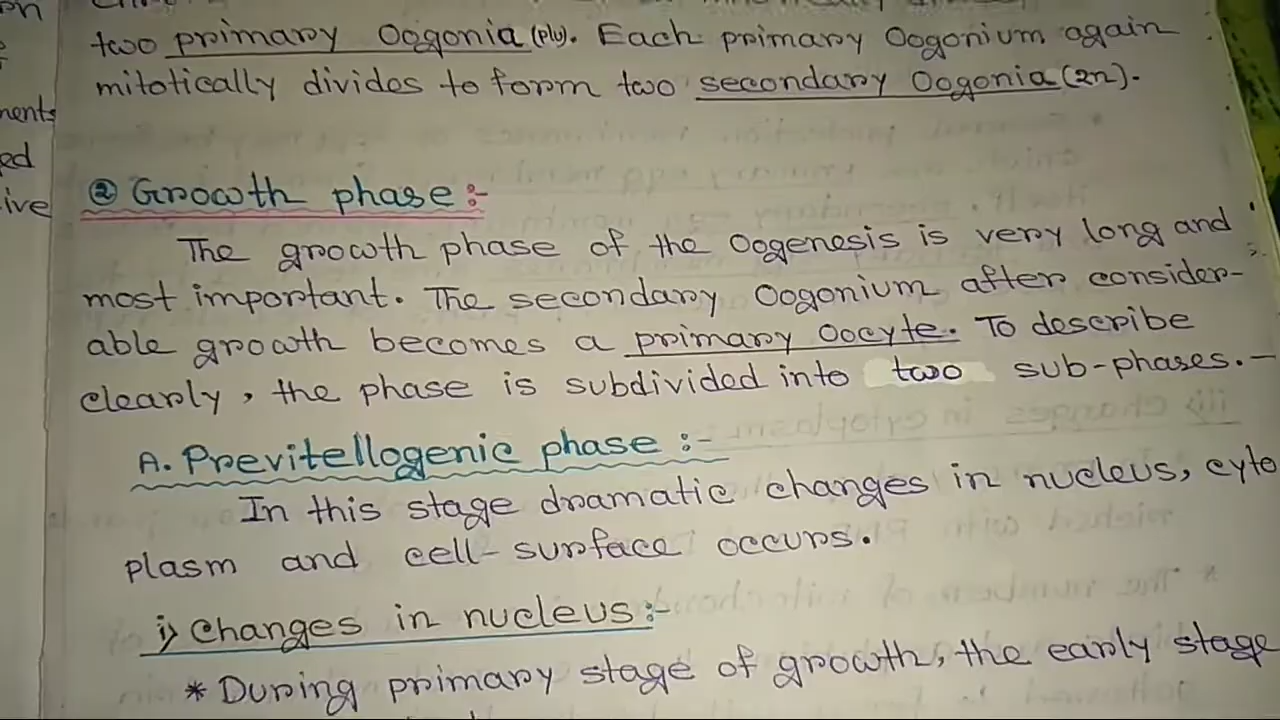 two primary Oogonia (ply). Each primary Oogonium again
mitotically divides to form two secondary Oogonia (2n).
ments
ed
ive
② Growth phase :-
The growth phase of the Oogenesis is very long and
most important. The secondary Oogonium after consider-
able growth becomes a primary Oocyte. To describe
clearly, the phase is subdivided into two sub-phases. —
A. Previtellogenic phase :-
In this stage dramatic changes in nucleus, cyto
plasm and cell-surface occurs.
i) Changes in nucleus :-
* During primary stage of growth, the early stage